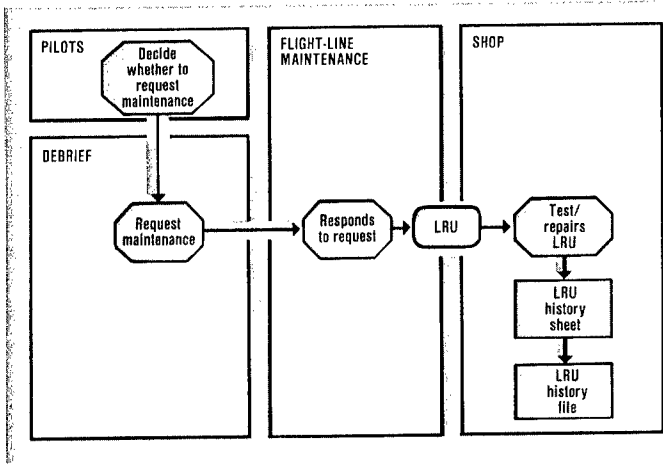 PILOTS
Decide
whether to
request
maintenance
DEBRIEF
Request
maintenance
FLIGHT-LINE
MAINTENANCE
Responds
to request
LRU
SHOP
Test/
repairs
LRU
LRU
history
sheet
LRU
history
file